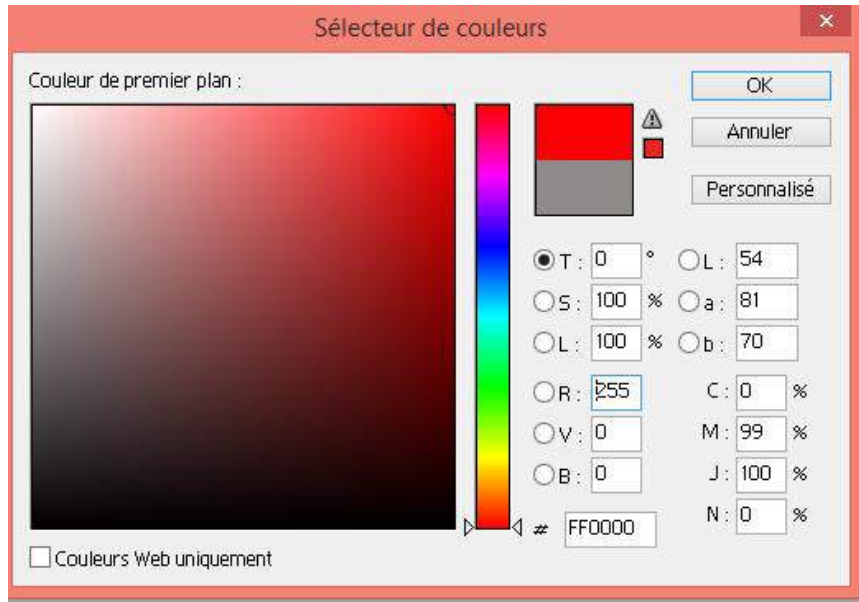 Sélecteur de couleurs
×
Couleur de premier plan :
OK
Annuler
Personnalisé
T : 0 ° L : 54
S : 100 % a : 81
L : 100 % b : 70
R : 255 C : 0 %
V : 0 M : 99 %
B : 0 J : 100 %
# FF0000 N : 0 %
Couleurs Web uniquement